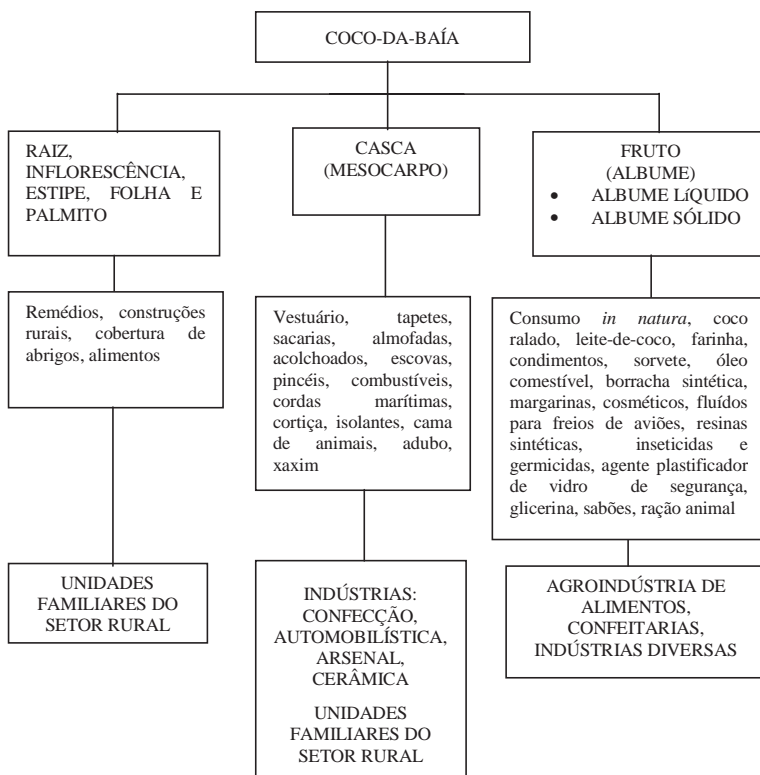 COCO-DA-BAÍA
RAIZ,
INFLORESCÊNCIA,
ESTIPE, FOLHA E
PALMITO
CASCA
(MESOCARPO)
FRUTO
(ALBUME)
• ALBUME LíQUIDO
• ALBUME SÓLIDO
Remédios, construções
rurais, cobertura de
abrigos, alimentos
Vestuário, tapetes,
sacarias, almofadas,
acolchoados, escovas,
pincéis, combustíveis,
cordas marítimas,
cortiça, isolantes, cama
de animais, adubo,
xaxim
Consumo in natura, coco
ralado, leite-de-coco, farinha,
condimentos, sorvete, óleo
comestível, borracha sintética,
margarinas, cosméticos, fluídos
para freios de aviões, resinas
sintéticas, inseticidas e
germicidas, agente plastificador
de vidro de segurança,
glicerina, sabões, ração animal
UNIDADES
FAMILIARES DO
SETOR RURAL
INDÚSTRIAS:
CONFECÇÃO,
AUTOMOBILÍSTICA,
ARSENAL,
CERÂMICA
UNIDADES
FAMILIARES DO
SETOR RURAL
AGROINDÚSTRIA DE
ALIMENTOS,
CONFEITARIAS,
INDÚSTRIAS DIVERSAS